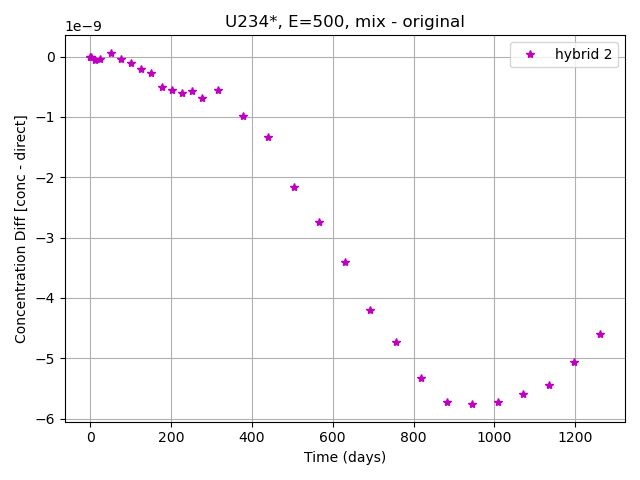 U234*, E=500, mix - original
1e−9
hybrid 2
0
−1
−2
−3
−4
−5
−6
Concentration Diff [conc - direct]
0 200 400 600 800 1000 1200
Time (days)